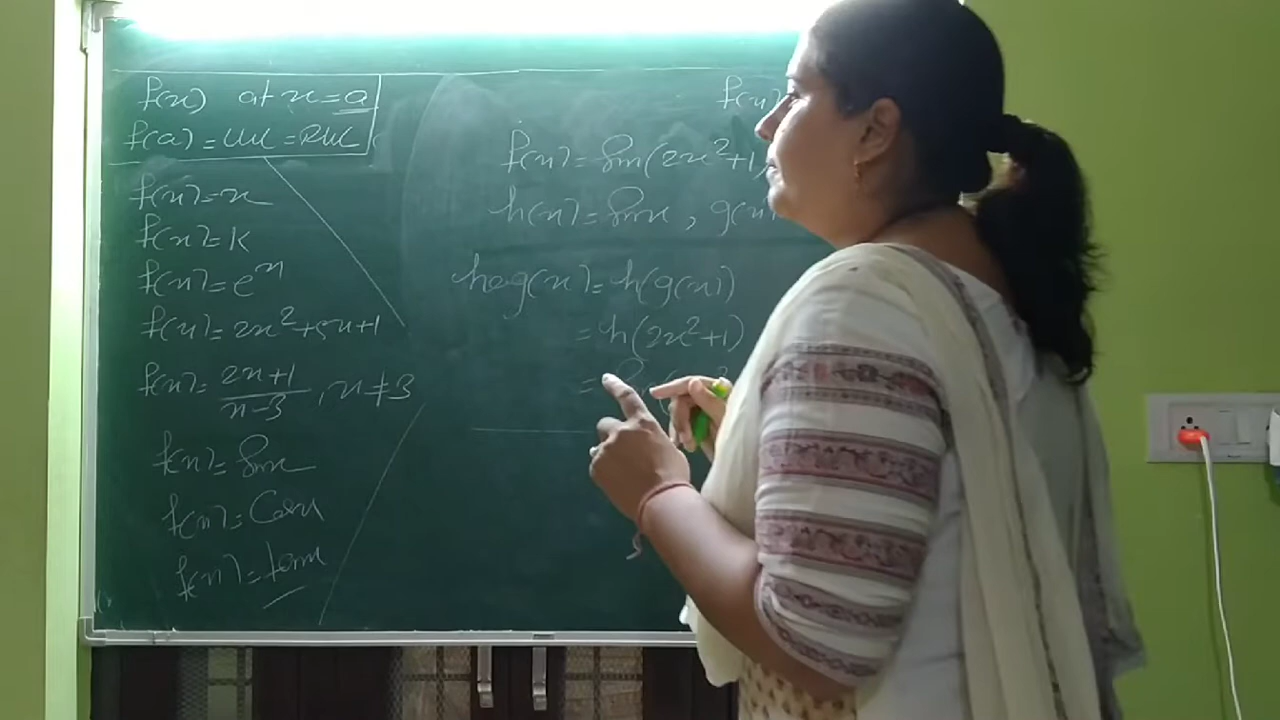 f(x) at x = a
f(a) = LHL = RHL
f(x) = x
f(x) = K
f(x) = e^x
f(x) = 2x² + 5x + 1
f(x) = (2x+1)/(x-3), x ≠ 3
f(x) = Sinx
f(x) = Cosx
f(x) = tanx
f(x)
f(x) = Sin(2x² + 1)
h(x) = Sinx, g(x)
hog(x) = h(g(x))
= h(2x² + 1)
=